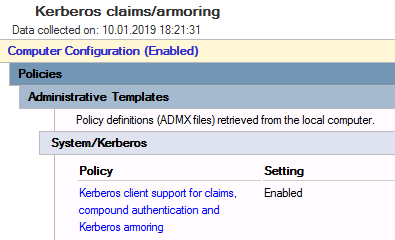 Kerberos claims/armoring
Data collected on: 10.01.2019 18:21:31
Computer Configuration (Enabled)
Policies
Administrative Templates
Policy definitions (ADMX files) retrieved from the local computer.
System/Kerberos
Policy Setting
Kerberos client support for claims, Enabled
compound authentication and
Kerberos armoring